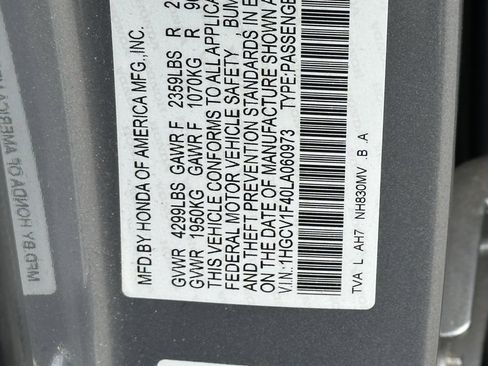 MFD.BY HONDA OF AMERICA MFG.,INC.
GVWR 4299LBS GAWR F 2359LBS R
GVWR 1950KG GAWR F 1070KG R
THIS VEHICLE CONFORMS TO ALL APPLICA
FEDERAL MOTOR VEHICLE SAFETY , BUM
AND THEFT PREVENTION STANDARDS IN E
ON THE DATE OF MANUFACTURE SHOWN A
V.I.N.:1HGCV1F40LA060973 TYPE:PASSENGE
TVA L AH7 NH830MV B A